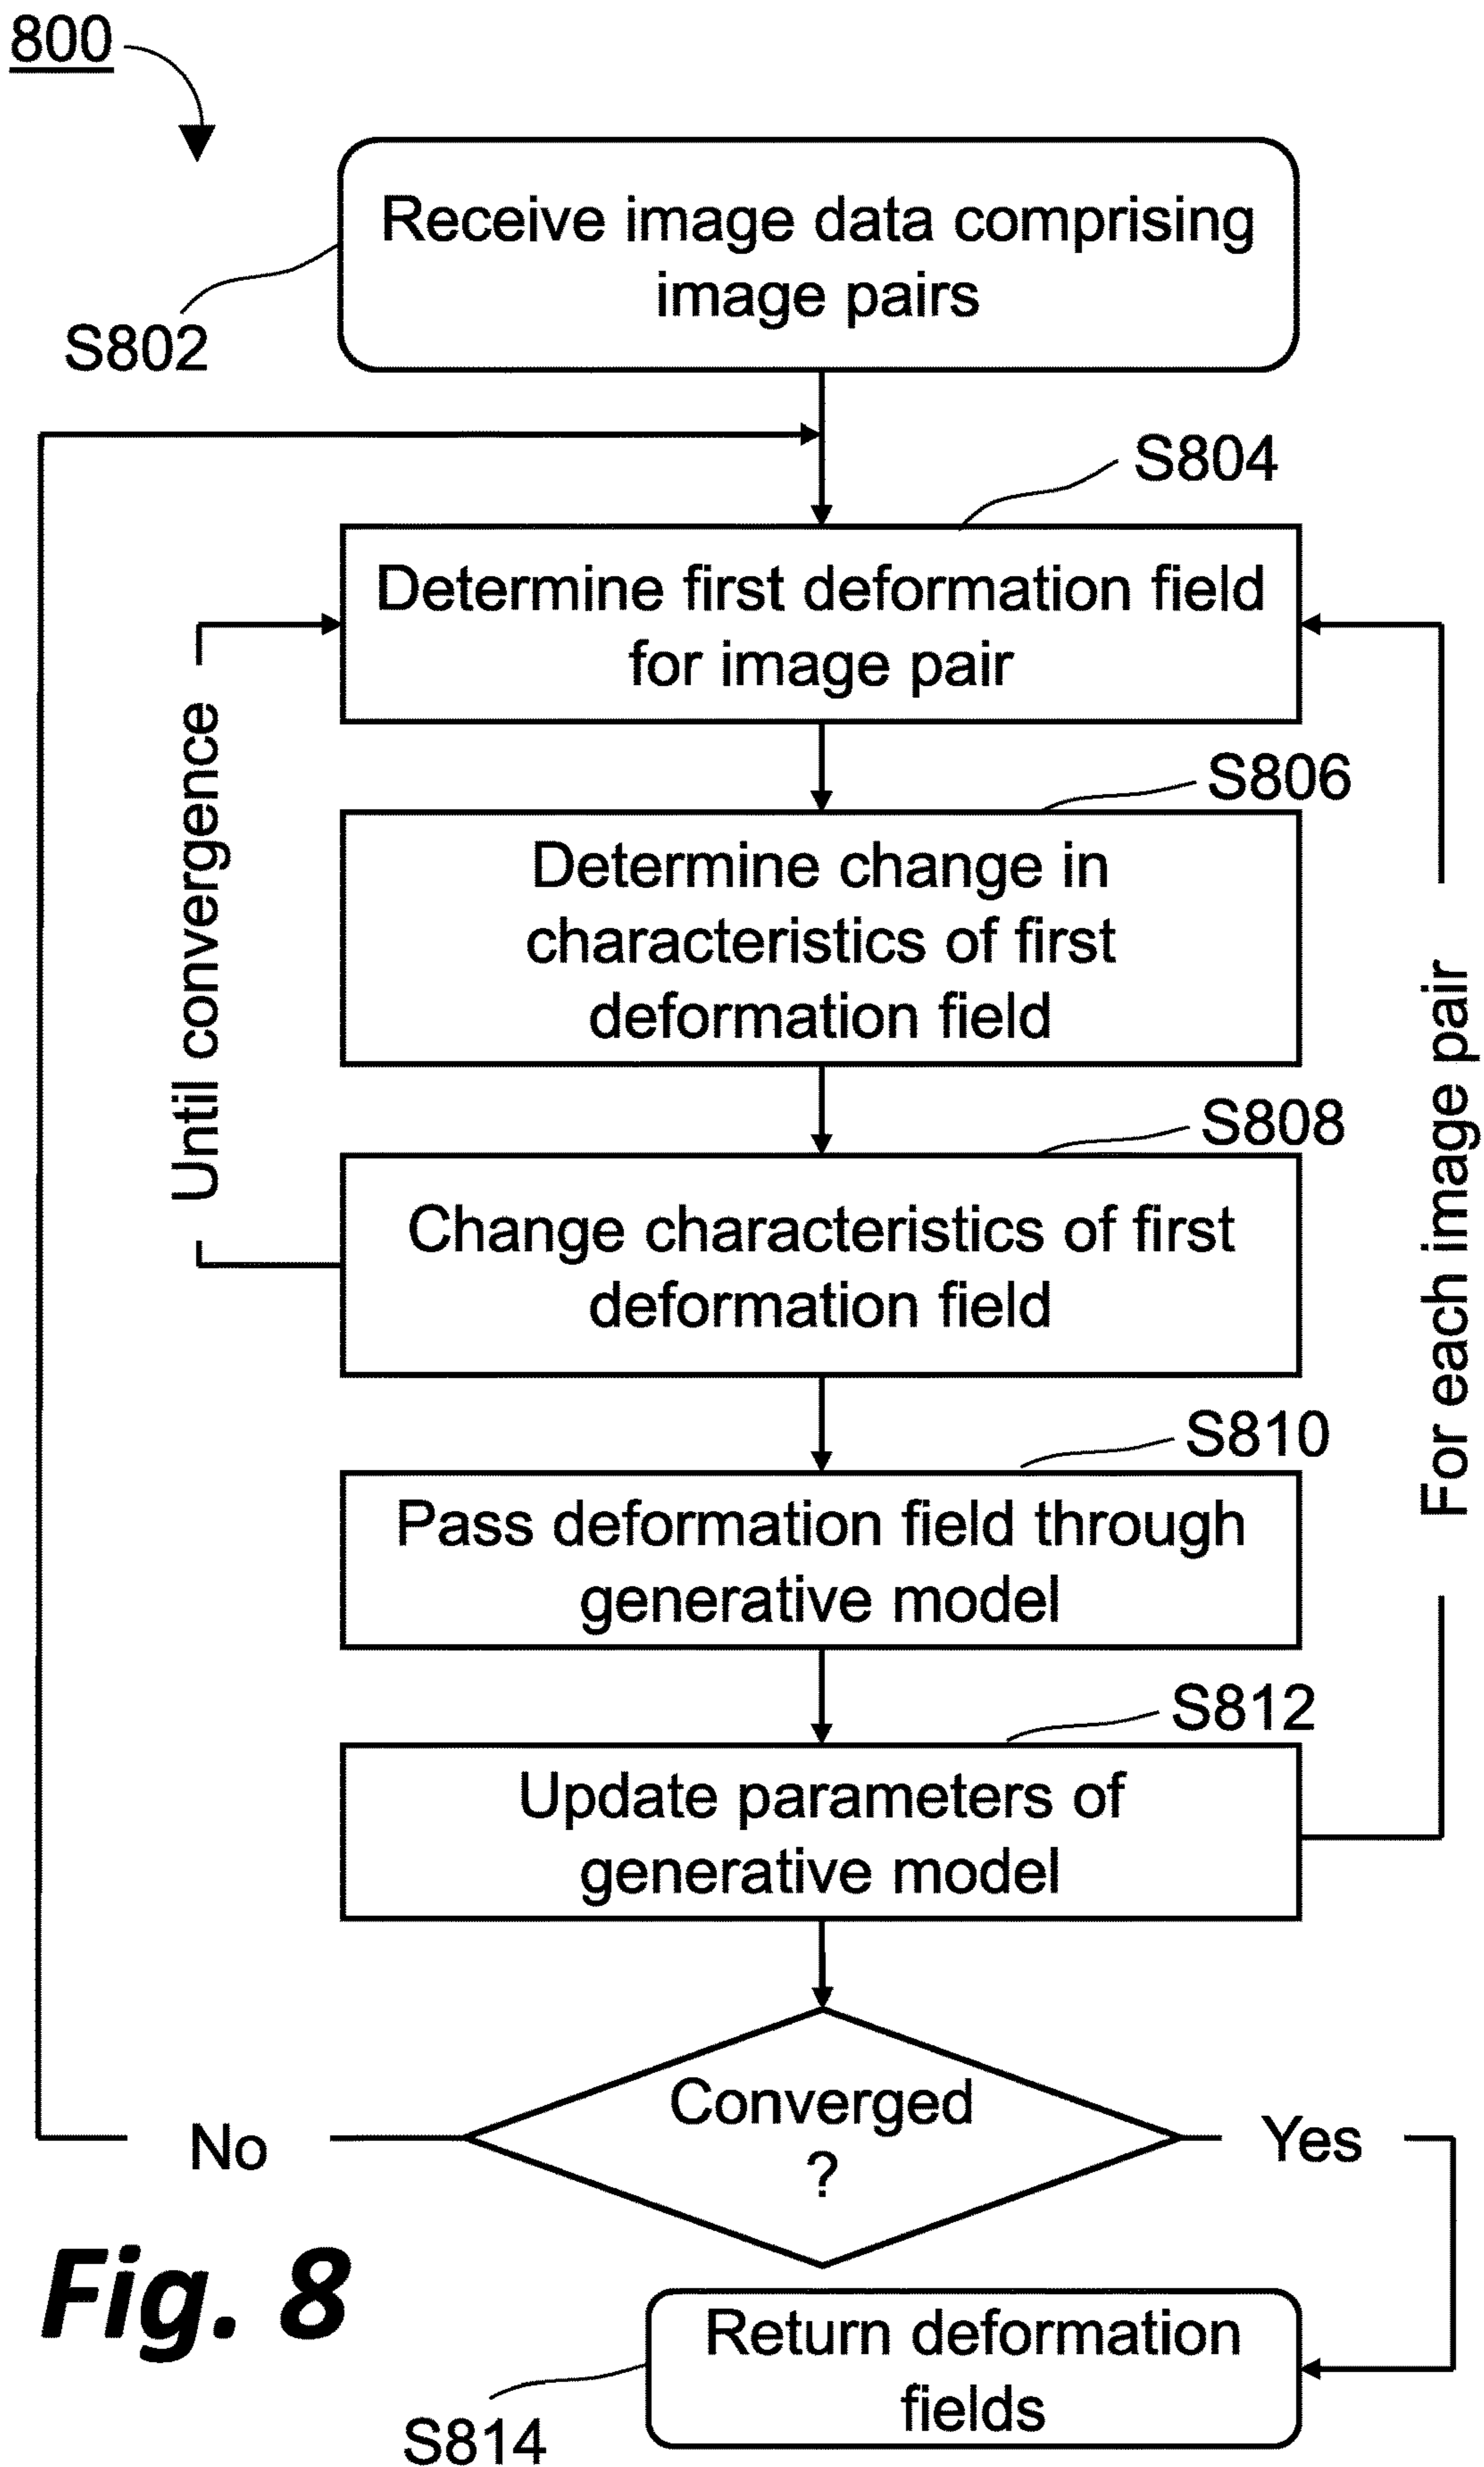 800
Receive image data comprising
image pairs
S802
S804
Determine first deformation field
for image pair
S806
Determine change in
characteristics of first
deformation field
Until convergence
S808
Change characteristics of first
deformation field
For each image pair
S810
Pass deformation field through
generative model
S812
Update parameters of
generative model
Converged
?
No
Yes
Fig. 8
Return deformation
fields
S814